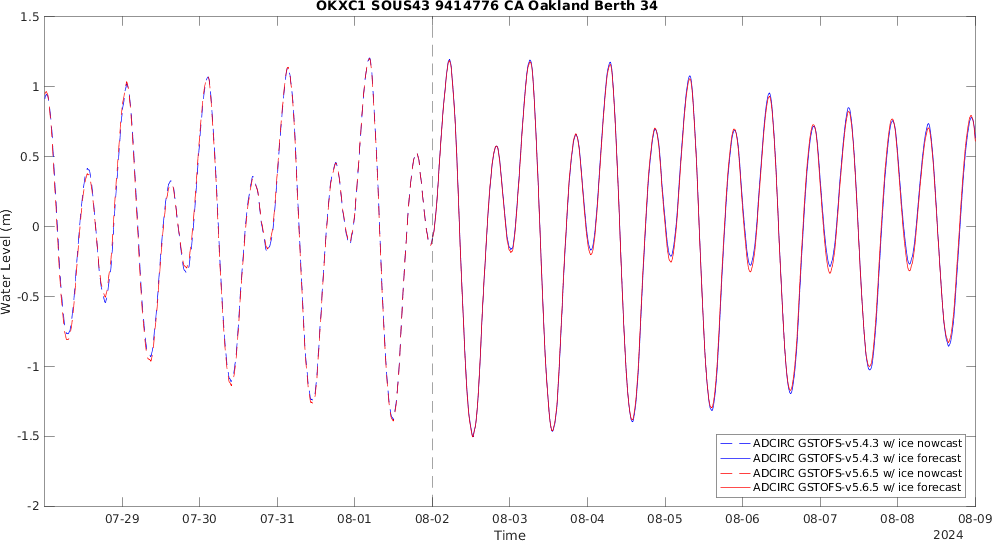 OKXC1 SOUS43 9414776 CA Oakland Berth 34
1.5
1
0.5
0
-0.5
-1
-1.5
-2
Water Level (m)
07-29 07-30 07-31 08-01 08-02 08-03 08-04 08-05 08-06 08-07 08-08 08-09
Time
2024
ADCIRC GSTOFS-v5.4.3 w/ ice nowcast
ADCIRC GSTOFS-v5.4.3 w/ ice forecast
ADCIRC GSTOFS-v5.6.5 w/ ice nowcast
ADCIRC GSTOFS-v5.6.5 w/ ice forecast